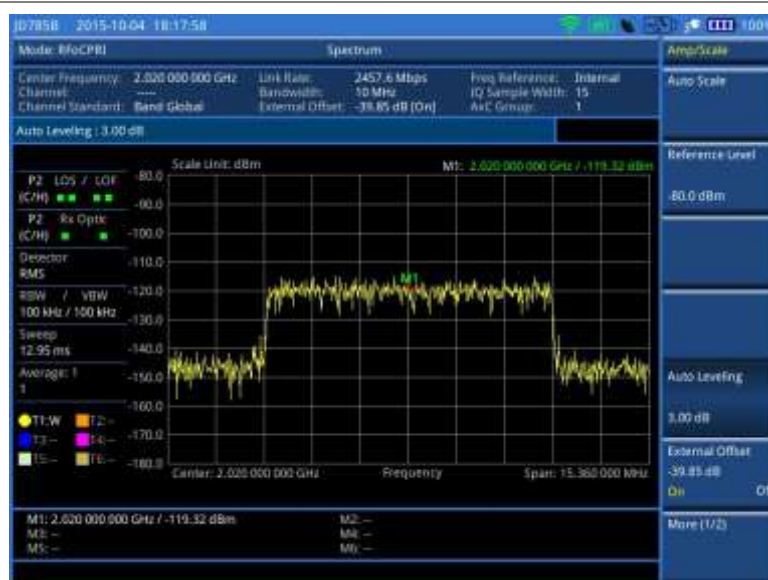 JD785B 2015-10-04 18:17:58
100%
Mode: RFoCPRI Spectrum
Center Frequency: 2.020 000 000 GHz Link Rate: 2457.6 Mbps Freq Reference: Internal
Channel: ---- Bandwidth: 10 MHz IQ Sample Width: 15
Channel Standard: Band Global External Offset: -39.85 dB [On] AxC Group: 1
Auto Leveling : 3.00 dB
Scale Unit: dBm M1: 2.020 000 000 GHz / -119.32 dBm
P2 LOS / LOF
(C/H)
P2 Rx Optic
(C/H)
Detector
RMS
RBW / VBW
100 kHz / 100 kHz
Sweep
12.95 ms
Average: 1
1
T1:W T2:--
T3:-- T4:--
T5:-- T6:--
-80.0
-90.0
-100.0
-110.0
-120.0
-130.0
-140.0
-150.0
-160.0
-170.0
-180.0
M1
Center: 2.020 000 000 GHz Frequency Span: 15.360 000 MHz
M1: 2.020 000 000 GHz / -119.32 dBm M2: --
M3: -- M4: --
M5: -- M6: --
Amp/Scale
Auto Scale
Reference Level
-80.0 dBm
Auto Leveling
3.00 dB
External Offset
-39.85 dB
On Of
More (1/2)